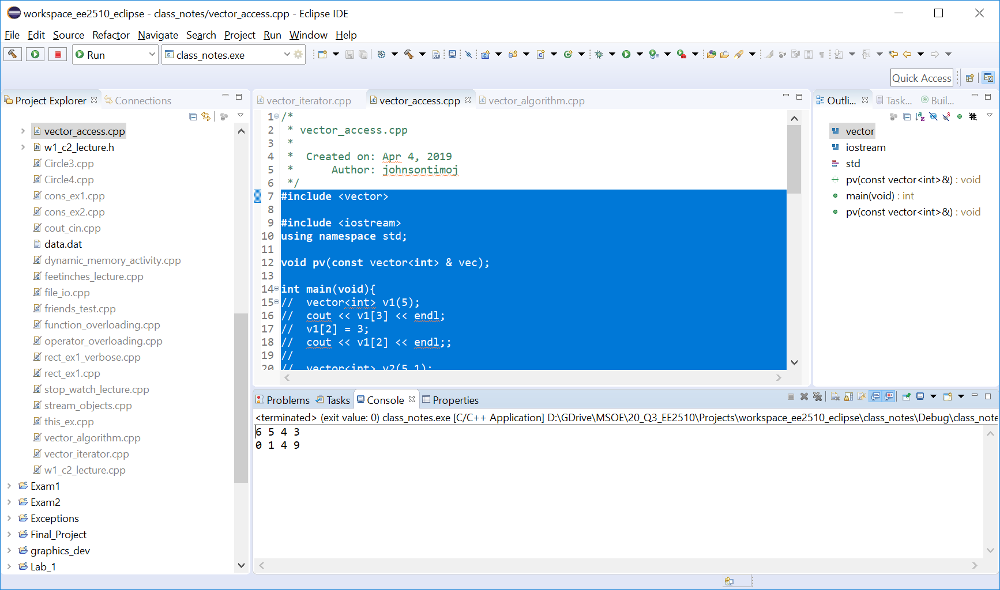 workspace_ee2510_eclipse - class_notes/vector_access.cpp - Eclipse IDE
File Edit Source Refactor Navigate Search Project Run Window Help
Run
class_notes.exe
Quick Access
Project Explorer
Connections
vector_access.cpp
w1_c2_lecture.h
Circle3.cpp
Circle4.cpp
cons_ex1.cpp
cons_ex2.cpp
cout_cin.cpp
data.dat
dynamic_memory_activity.cpp
feetinches_lecture.cpp
file_io.cpp
friends_test.cpp
function_overloading.cpp
operator_overloading.cpp
rect_ex1_verbose.cpp
rect_ex1.cpp
stop_watch_lecture.cpp
stream_objects.cpp
this_ex.cpp
vector_algorithm.cpp
vector_iterator.cpp
w1_c2_lecture.cpp
Exam1
Exam2
Exceptions
Final_Project
graphics_dev
Lab_1
vector_iterator.cpp
vector_access.cpp
vector_algorithm.cpp
1 /*
2 * vector_access.cpp
3 *
4 * Created on: Apr 4, 2019
5 * Author: johnsontimoj
6 */
7 #include <vector>
8
9 #include <iostream>
10 using namespace std;
11
12 void pv(const vector<int> & vec);
13
14 int main(void){
15 // vector<int> v1(5);
16 // cout << v1[3] << endl;
17 // v1[2] = 3;
18 // cout << v1[2] << endl;;
19 //
20 // vector<int> v2(5,1);
Outli...
Task...
Buil...
vector
iostream
std
pv(const vector<int>&) : void
main(void) : int
pv(const vector<int>&) : void
Problems
Tasks
Console
Properties
<terminated> (exit value: 0) class_notes.exe [C/C++ Application] D:\GDrive\MSOE\20_Q3_EE2510\Projects\workspace_ee2510_eclipse\class_notes\Debug\class_note
6 5 4 3
0 1 4 9